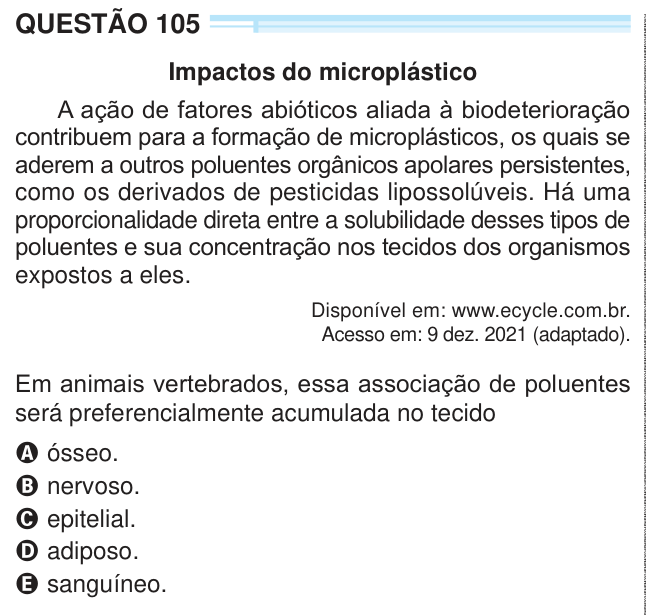 QUESTÃO 105
Impactos do microplástico
A ação de fatores abióticos aliada à biodeterioração
contribuem para a formação de microplásticos, os quais se
aderem a outros poluentes orgânicos apolares persistentes,
como os derivados de pesticidas lipossolúveis. Há uma
proporcionalidade direta entre a solubilidade desses tipos de
poluentes e sua concentração nos tecidos dos organismos
expostos a eles.
Disponível em: www.ecycle.com.br.
Acesso em: 9 dez. 2021 (adaptado).
Em animais vertebrados, essa associação de poluentes
será preferencialmente acumulada no tecido
A ósseo.
B nervoso.
C epitelial.
D adiposo.
E sanguíneo.